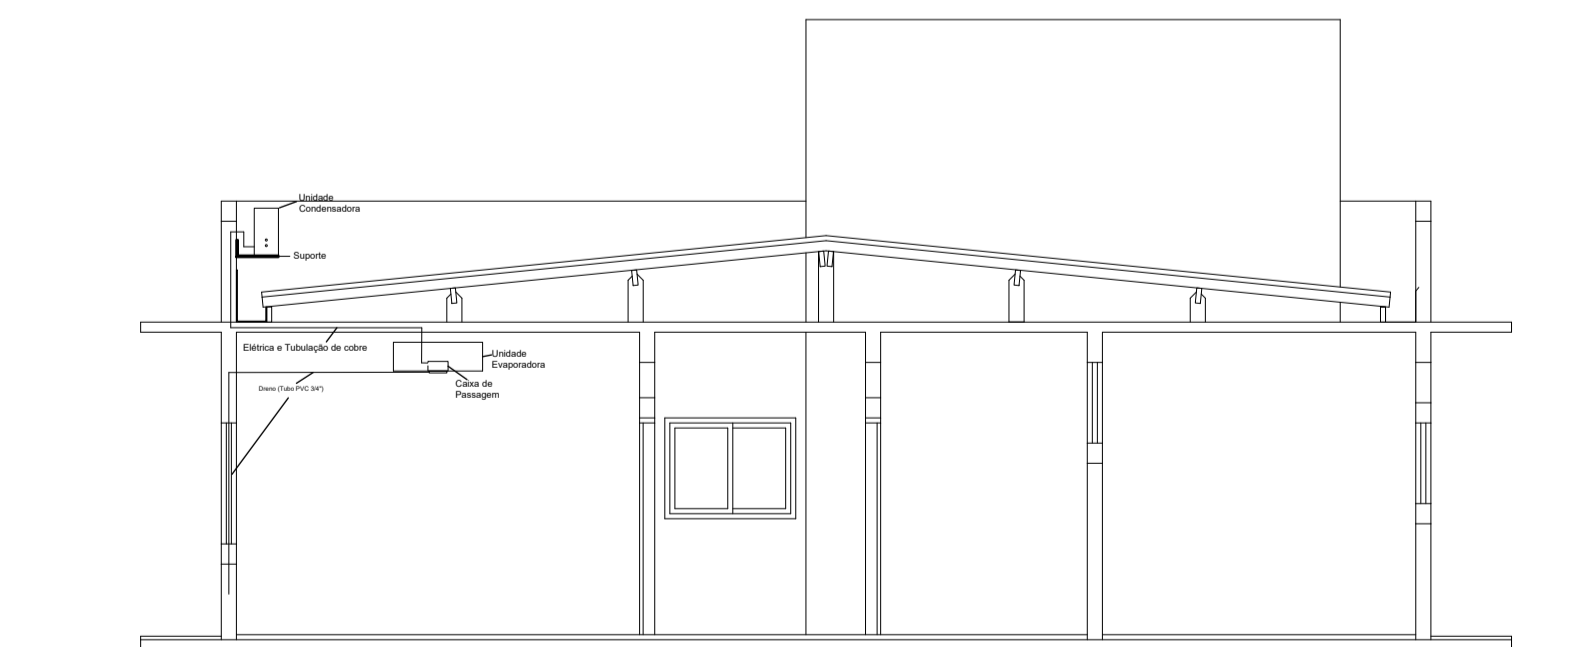 Unidade
Condensadora
Suporte
Elétrica e Tubulação de cobre
Unidade
Evaporadora
Dreno (Tubo PVC 3/4")
Caixa de
Passagem